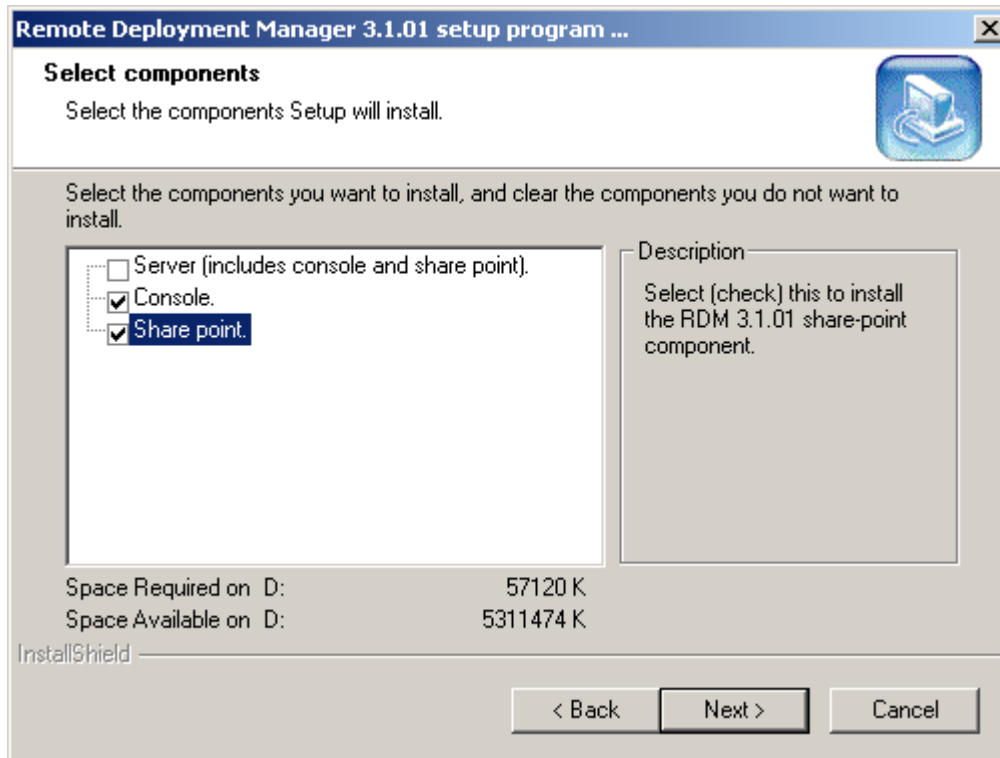 Remote Deployment Manager 3.1.01 setup program ...
Select components
Select the components Setup will install.
Select the components you want to install, and clear the components you do not want to
install.
Server (includes console and share point).
Console.
Share point.
Description
Select (check) this to install
the RDM 3.1.01 share-point
component.
Space Required on D: 57120 K
Space Available on D: 5311474 K
InstallShield
< Back Next > Cancel